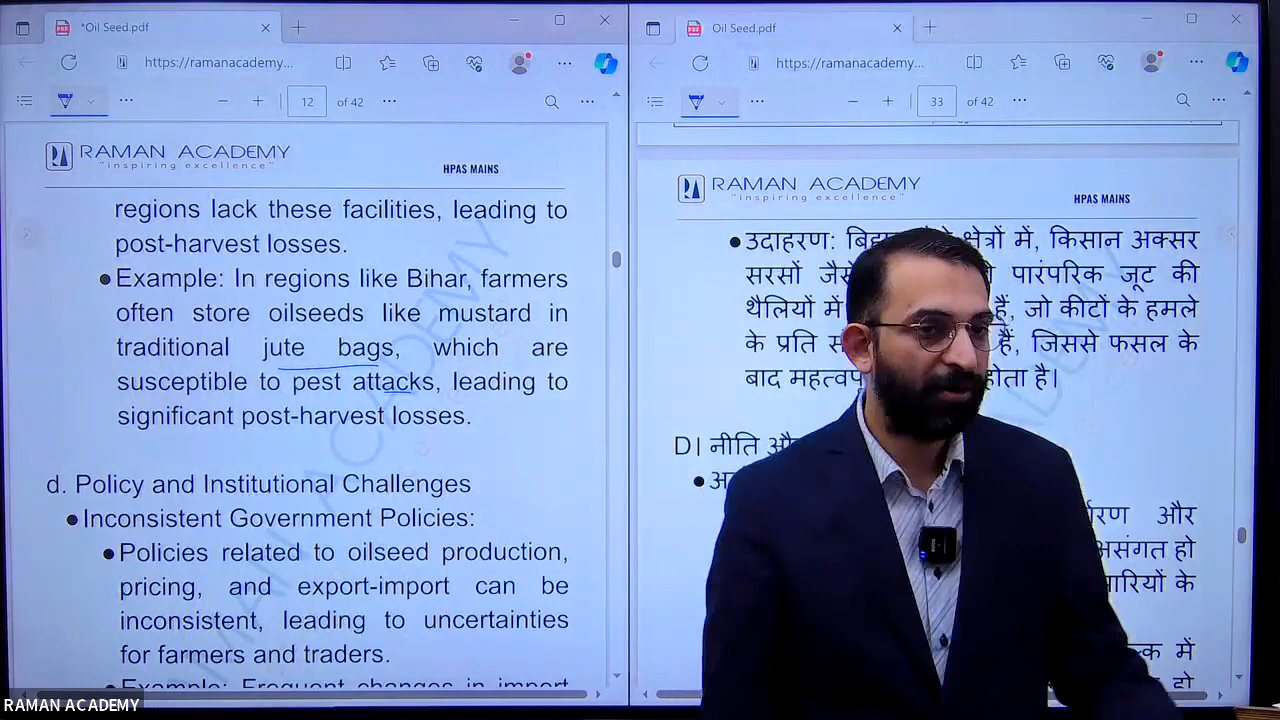 *Oil Seed.pdf
https://ramanacademy...
12 of 42
RAMAN ACADEMY
"inspiring excellence"
HPAS MAINS
regions lack these facilities, leading to
post-harvest losses.
● Example: In regions like Bihar, farmers
often store oilseeds like mustard in
traditional jute bags, which are
susceptible to pest attacks, leading to
significant post-harvest losses.
d. Policy and Institutional Challenges
● Inconsistent Government Policies:
● Policies related to oilseed production,
pricing, and export-import can be
inconsistent, leading to uncertainties
for farmers and traders.
● Example: Frequent changes in import
Oil Seed.pdf
https://ramanacademy...
33 of 42
RAMAN ACADEMY
"inspiring excellence"
HPAS MAINS
● उदाहरण: क्षेत्रों में, किसान अक्सर
सरसों पारंपरिक जूट की
थैलियों में हैं, जो कीटों के हमले
के प्रति हैं, जिससे फसल के
बाद होता है।
D| नीति
और
असंगत हो
के
में
हो
RAMAN ACADEMY